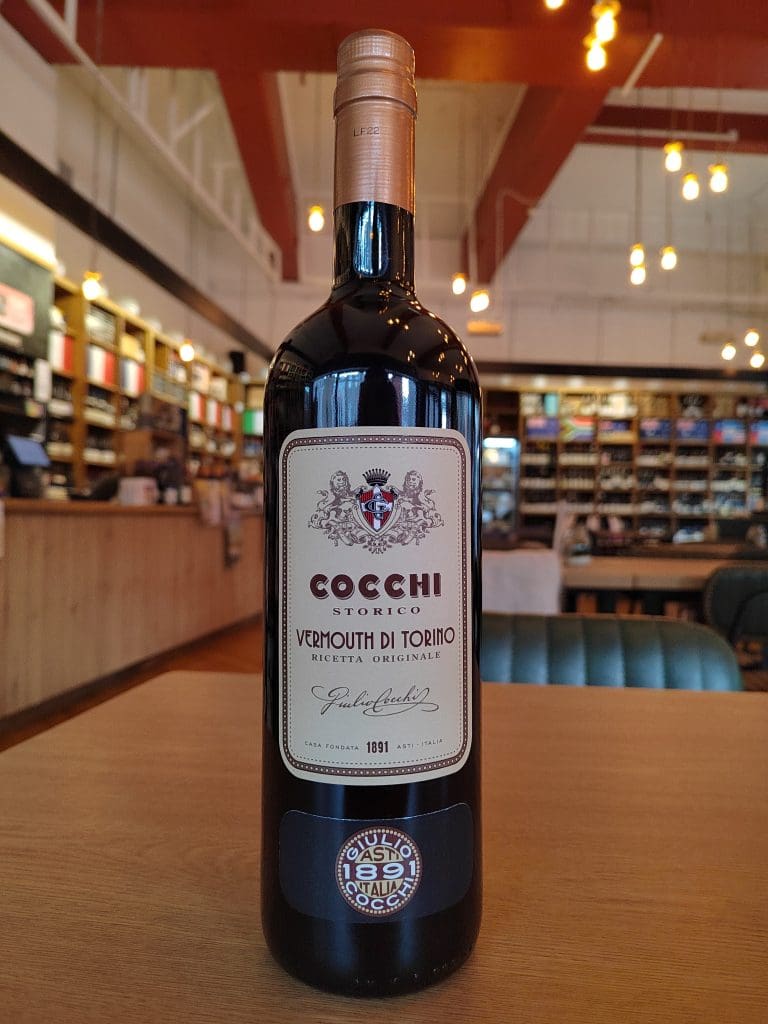 LF22
COCCHI
STORICO
VERMOUTH DI TORINO
RICETTA ORIGINALE
Giulio Cocchi
CASA FONDATA 1891 ASTI - ITALIA
GIULIO
ASTI
1891
ITALIA
COCCHI